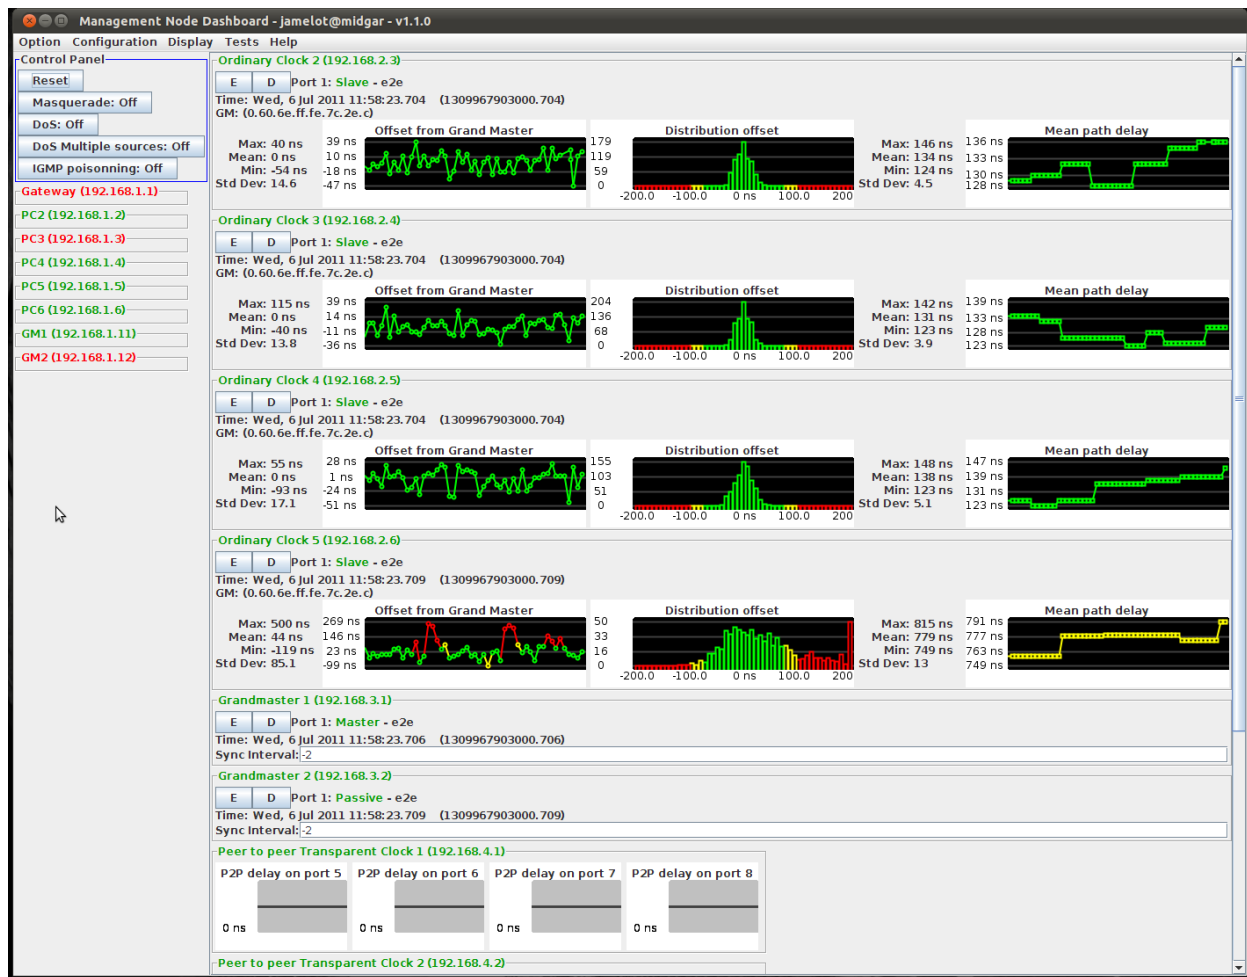 Management Node Dashboard - jamelot@midgar - v1.1.0
Option Configuration Display Tests Help
Control Panel
Reset
Masquerade: Off
DoS: Off
DoS Multiple sources: Off
IGMP poisonning: Off
Gateway (192.168.1.1)
PC2 (192.168.1.2)
PC3 (192.168.1.3)
PC4 (192.168.1.4)
PC5 (192.168.1.5)
PC6 (192.168.1.6)
GM1 (192.168.1.11)
GM2 (192.168.1.12)
Ordinary Clock 2 (192.168.2.3)
E D Port 1: Slave - e2e
Time: Wed, 6 Jul 2011 11:58:23.704 (1309967903000.704)
GM: (0.60.6e.ff.fe.7c.2e.c)
Offset from Grand Master Distribution offset Mean path delay
Max: 40 ns 39 ns 179 Max: 146 ns 136 ns
Mean: 0 ns 10 ns 119 Mean: 134 ns 133 ns
Min: -54 ns -18 ns 59 Min: 124 ns 130 ns
Std Dev: 14.6 -47 ns 0 Std Dev: 4.5 128 ns
-200.0 -100.0 0 ns 100.0 200
Ordinary Clock 3 (192.168.2.4)
E D Port 1: Slave - e2e
Time: Wed, 6 Jul 2011 11:58:23.704 (1309967903000.704)
GM: (0.60.6e.ff.fe.7c.2e.c)
Offset from Grand Master Distribution offset Mean path delay
Max: 115 ns 39 ns 204 Max: 142 ns 139 ns
Mean: 0 ns 14 ns 136 Mean: 131 ns 133 ns
Min: -40 ns -11 ns 68 Min: 123 ns 128 ns
Std Dev: 13.8 -36 ns 0 Std Dev: 3.9 123 ns
-200.0 -100.0 0 ns 100.0 200
Ordinary Clock 4 (192.168.2.5)
E D Port 1: Slave - e2e
Time: Wed, 6 Jul 2011 11:58:23.704 (1309967903000.704)
GM: (0.60.6e.ff.fe.7c.2e.c)
Offset from Grand Master Distribution offset Mean path delay
Max: 55 ns 28 ns 155 Max: 148 ns 147 ns
Mean: 0 ns 1 ns 103 Mean: 138 ns 139 ns
Min: -93 ns -24 ns 51 Min: 123 ns 131 ns
Std Dev: 17.1 -51 ns 0 Std Dev: 5.1 123 ns
-200.0 -100.0 0 ns 100.0 200
Ordinary Clock 5 (192.168.2.6)
E D Port 1: Slave - e2e
Time: Wed, 6 Jul 2011 11:58:23.709 (1309967903000.709)
GM: (0.60.6e.ff.fe.7c.2e.c)
Offset from Grand Master Distribution offset Mean path delay
Max: 500 ns 269 ns 50 Max: 815 ns 791 ns
Mean: 44 ns 146 ns 33 Mean: 779 ns 777 ns
Min: -119 ns 23 ns 16 Min: 749 ns 763 ns
Std Dev: 85.1 -99 ns 0 Std Dev: 13 749 ns
-200.0 -100.0 0 ns 100.0 200
Grandmaster 1 (192.168.3.1)
E D Port 1: Master - e2e
Time: Wed, 6 Jul 2011 11:58:23.706 (1309967903000.706)
Sync Interval: -2
Grandmaster 2 (192.168.3.2)
E D Port 1: Passive - e2e
Time: Wed, 6 Jul 2011 11:58:23.709 (1309967903000.709)
Sync Interval: -2
Peer to peer Transparent Clock 1 (192.168.4.1)
P2P delay on port 5 P2P delay on port 6 P2P delay on port 7 P2P delay on port 8
0 ns 0 ns 0 ns 0 ns
Peer to peer Transparent Clock 2 (192.168.4.2)